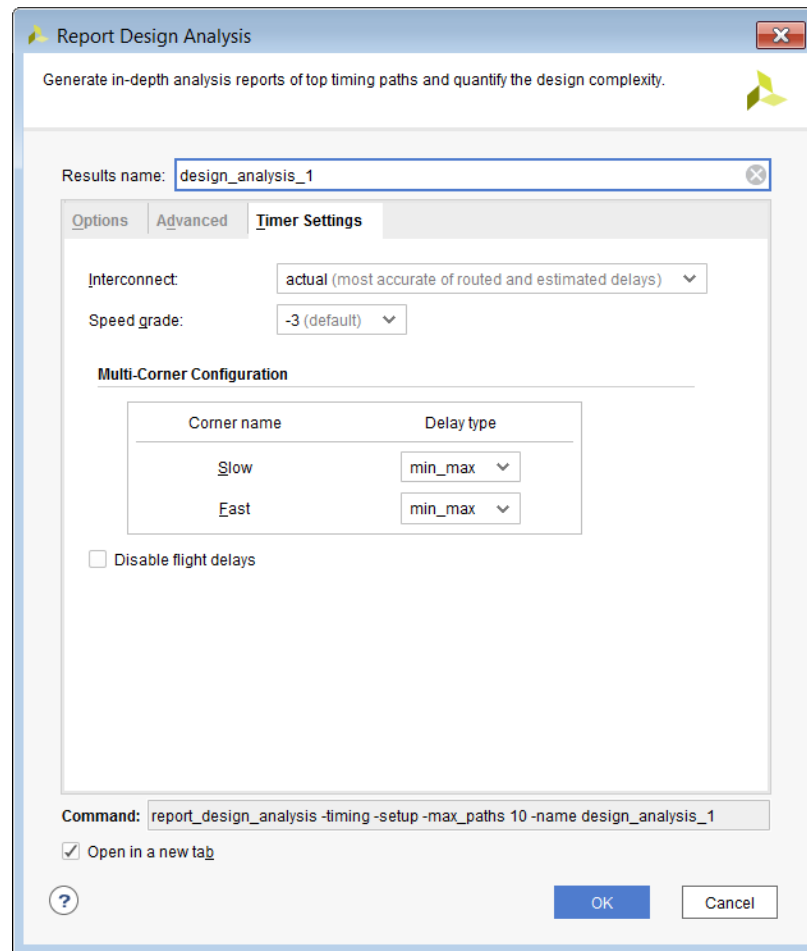 Report Design Analysis
Generate in-depth analysis reports of top timing paths and quantify the design complexity.
Results name: design_analysis_1
Options Advanced Timer Settings
Interconnect: actual (most accurate of routed and estimated delays)
Speed grade: -3 (default)
Multi-Corner Configuration
Corner name Delay type
Slow min_max
Fast min_max
Disable flight delays
Command: report_design_analysis -timing -setup -max_paths 10 -name design_analysis_1
Open in a new tab
? OK Cancel